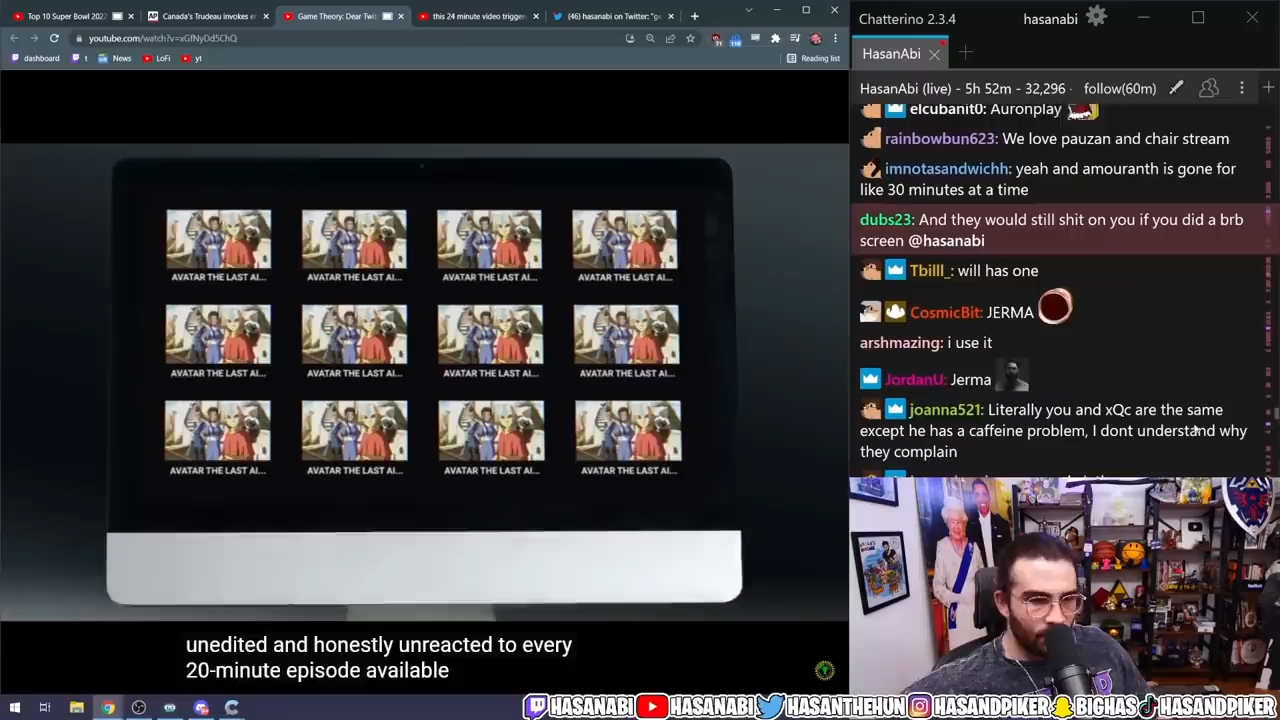 Top 10 Super Bowl 2022
Canada's Trudeau invokes e
Game Theory: Dear Twit
this 24 minute video trigger
(46) hasanabi on Twitter: "ge
youtube.com/watch?v=xGfNyDd5ChQ
dashboard
t
News
LoFi
yt
Reading list
AVATAR THE LAST AI... AVATAR THE LAST AI... AVATAR THE LAST AI... AVATAR THE LAST AI...
AVATAR THE LAST AI... AVATAR THE LAST AI... AVATAR THE LAST AI... AVATAR THE LAST AI...
AVATAR THE LAST AI... AVATAR THE LAST AI... AVATAR THE LAST AI... AVATAR THE LAST AI...
unedited and honestly unreacted to every
20-minute episode available
Chatterino 2.3.4
hasanabi
HasanAbi
HasanAbi (live) - 5h 52m - 32,296
follow(60m)
elcubanit0: Auronplay
rainbowbun623: We love pauzan and chair stream
imnotasandwichh: yeah and amouranth is gone for
like 30 minutes at a time
dubs23: And they would still shit on you if you did a brb
screen @hasanabi
Tbilll_: will has one
CosmicBit: JERMA
arshmazing: i use it
JordanU: Jerma
joanna521: Literally you and xQc are the same
except he has a caffeine problem, I dont understand why
they complain
HASANABI
HASANABI
HASANTHEHUN
HASANDPIKER
BIGHAS
HASANDPIKER